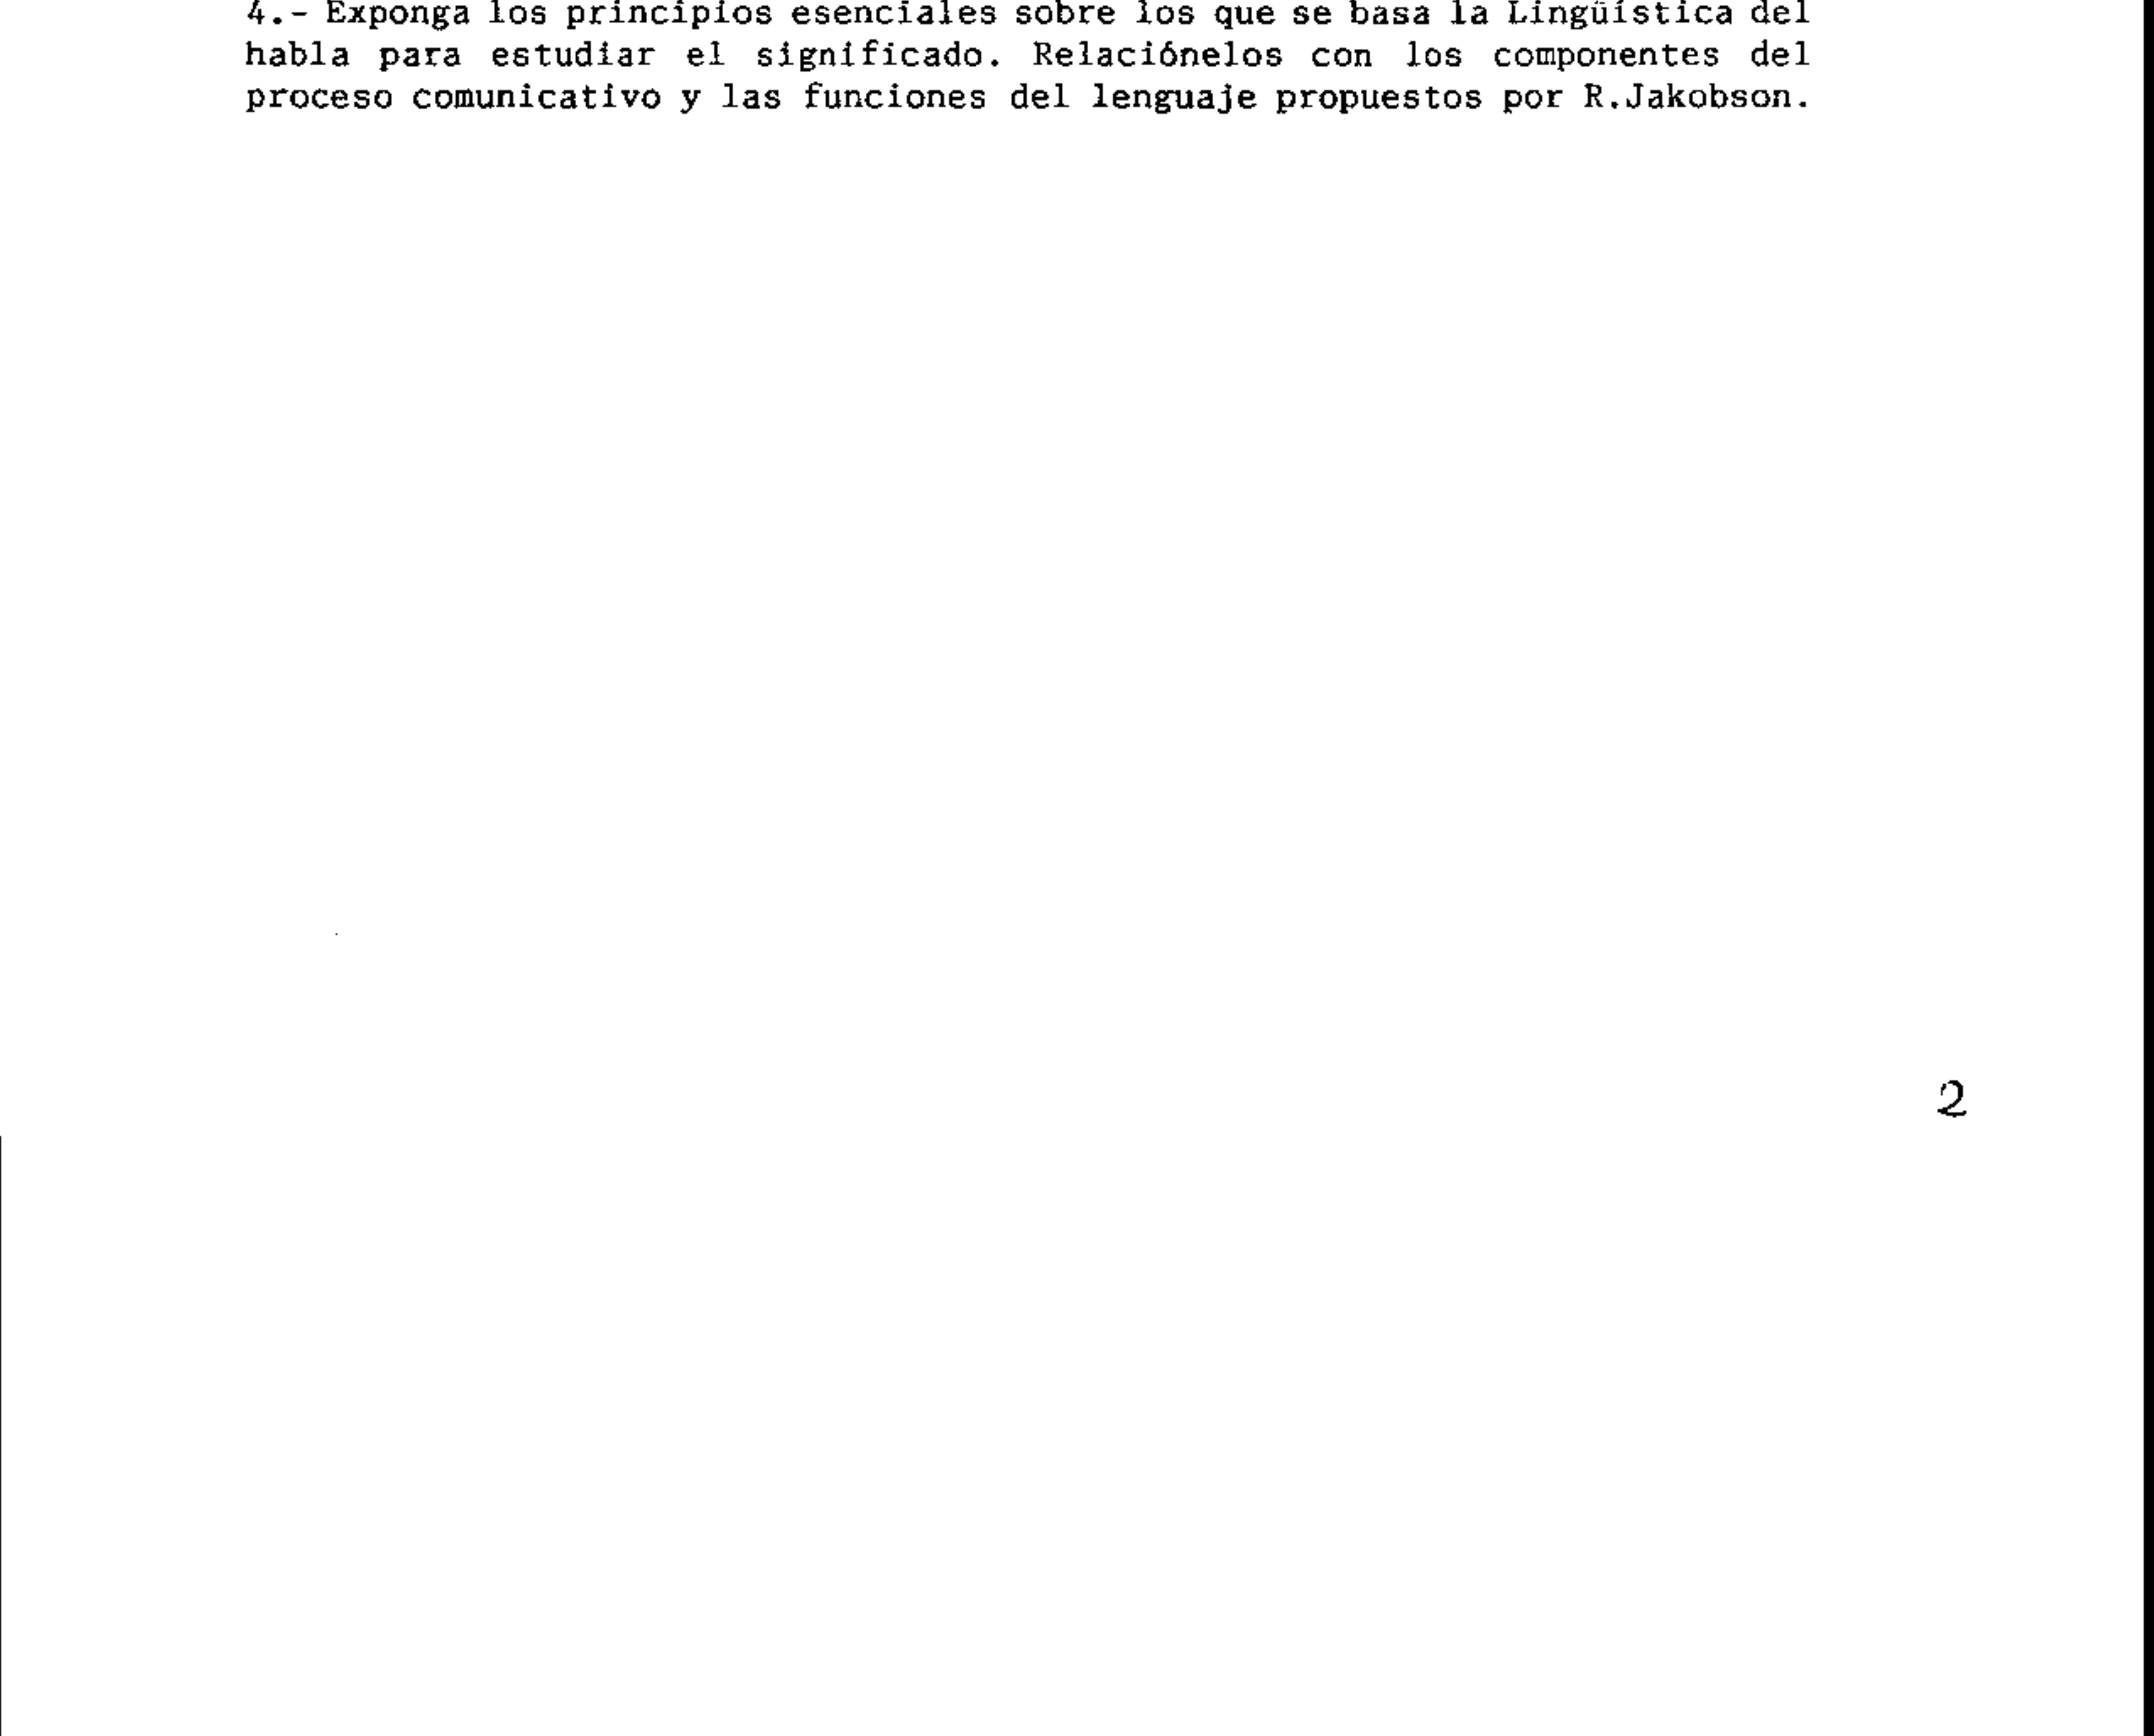 4.- Exponga los principios esenciales sobre los que se basa la Lingüística del
habla para estudiar el significado. Relaciónelos con los componentes del
proceso comunicativo y las funciones del lenguaje propuestos por R.Jakobson.
2